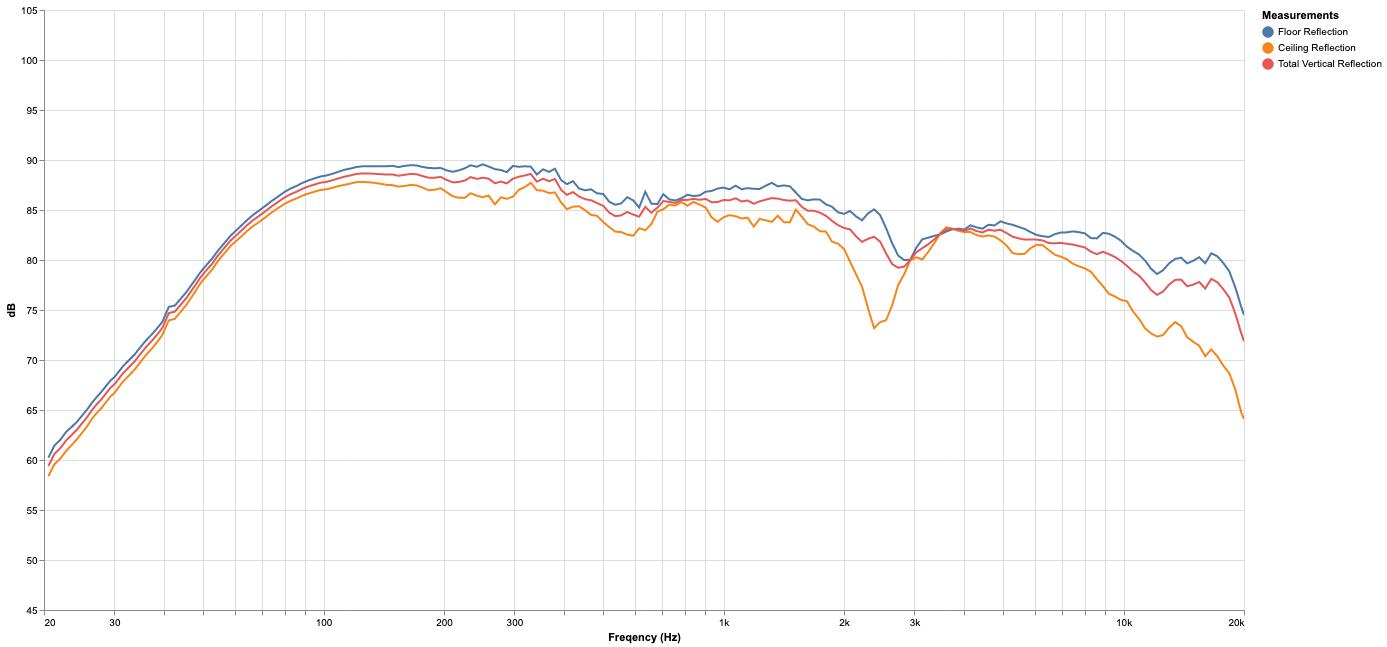 105
100
95
90
85
80
75
70
65
60
55
50
45
dB
20 30 100 200 300 1k 2k 3k 10k 20k
Freqency (Hz)
Measurements
Floor Reflection
Ceiling Reflection
Total Vertical Reflection